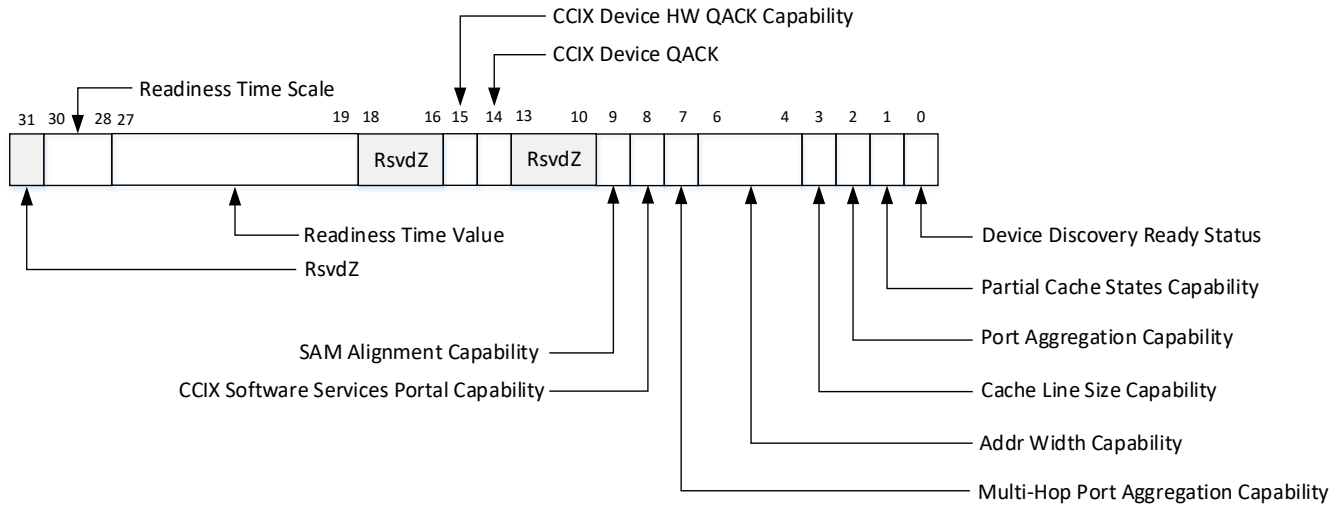 CCIX Device HW QACK Capability
CCIX Device QACK
Readiness Time Scale
31 30 28 27 19 18 16 15 14 13 10 9 8 7 6 4 3 2 1 0
RsvdZ RsvdZ
Readiness Time Value
Device Discovery Ready Status
RsvdZ
Partial Cache States Capability
Port Aggregation Capability
SAM Alignment Capability
CCIX Software Services Portal Capability
Cache Line Size Capability
Addr Width Capability
Multi-Hop Port Aggregation Capability